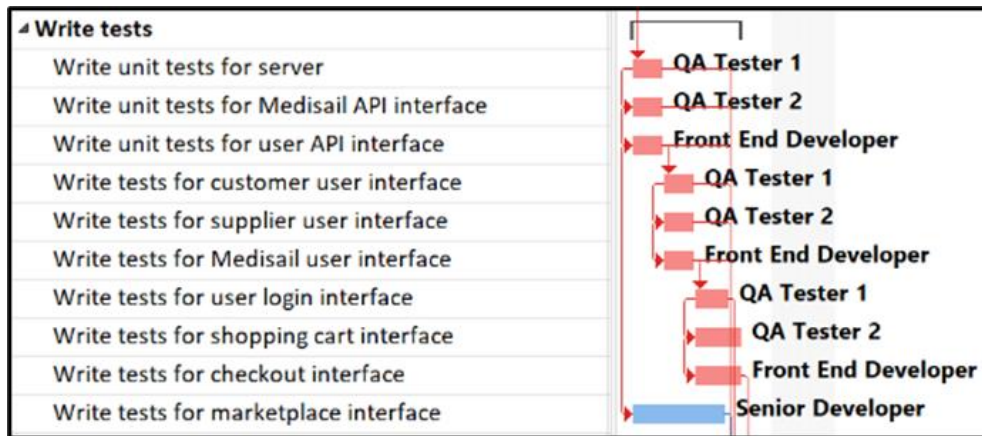 Write tests
Write unit tests for server QA Tester 1
Write unit tests for Medisail API interface QA Tester 2
Write unit tests for user API interface Front End Developer
Write tests for customer user interface QA Tester 1
Write tests for supplier user interface QA Tester 2
Write tests for Medisail user interface Front End Developer
Write tests for user login interface QA Tester 1
Write tests for shopping cart interface QA Tester 2
Write tests for checkout interface Front End Developer
Write tests for marketplace interface Senior Developer